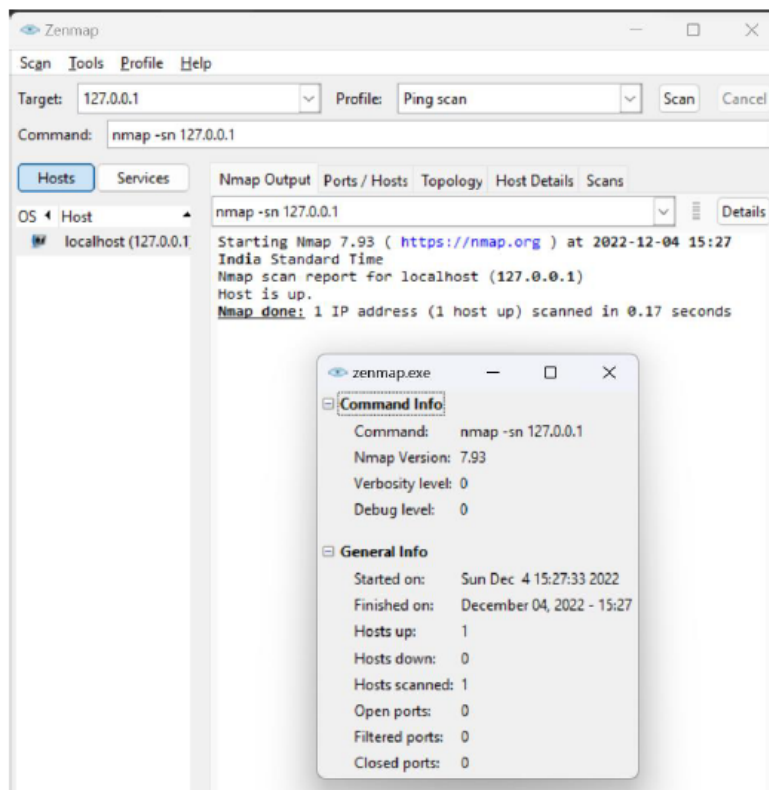 Zenmap
Scan Tools Profile Help
Target: 127.0.0.1 Profile: Ping scan Scan Cancel
Command: nmap -sn 127.0.0.1
Hosts Services Nmap Output Ports / Hosts Topology Host Details Scans
OS Host nmap -sn 127.0.0.1 Details
localhost (127.0.0.1
Starting Nmap 7.93 ( https://nmap.org ) at 2022-12-04 15:27
India Standard Time
Nmap scan report for localhost (127.0.0.1)
Host is up.
Nmap done: 1 IP address (1 host up) scanned in 0.17 seconds
zenmap.exe
Command Info
Command: nmap -sn 127.0.0.1
Nmap Version: 7.93
Verbosity level: 0
Debug level: 0
General Info
Started on: Sun Dec 4 15:27:33 2022
Finished on: December 04, 2022 - 15:27
Hosts up: 1
Hosts down: 0
Hosts scanned: 1
Open ports: 0
Filtered ports: 0
Closed ports: 0